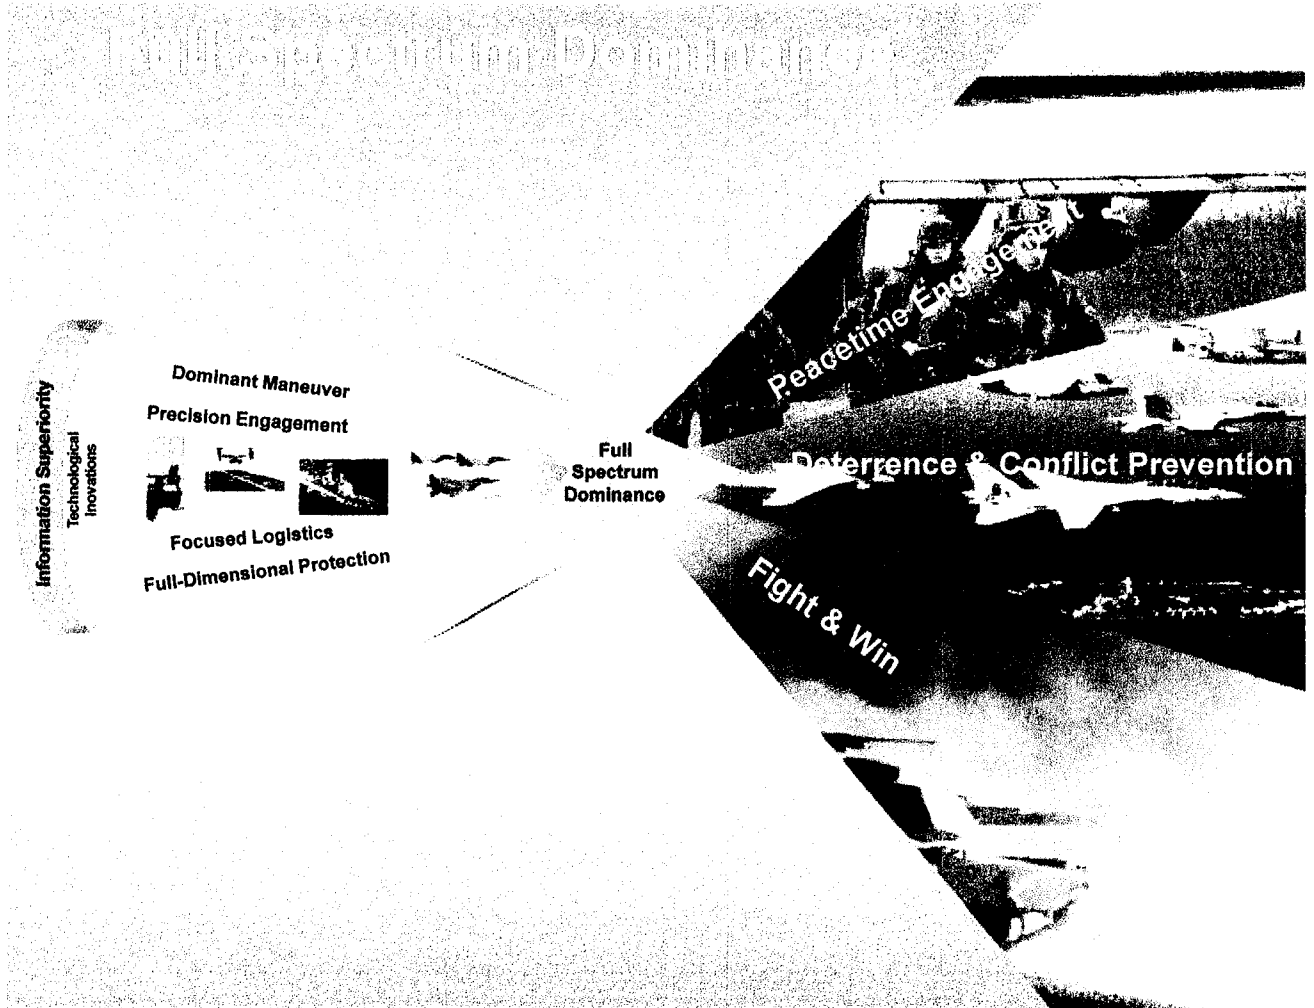 Full Spectrum Dominance
Information Superiority
Technological
Inovations
Dominant Maneuver
Precision Engagement
Focused Logistics
Full-Dimensional Protection
Full
Spectrum
Dominance
Peacetime Engagement
Deterrence & Conflict Prevention
Fight & Win